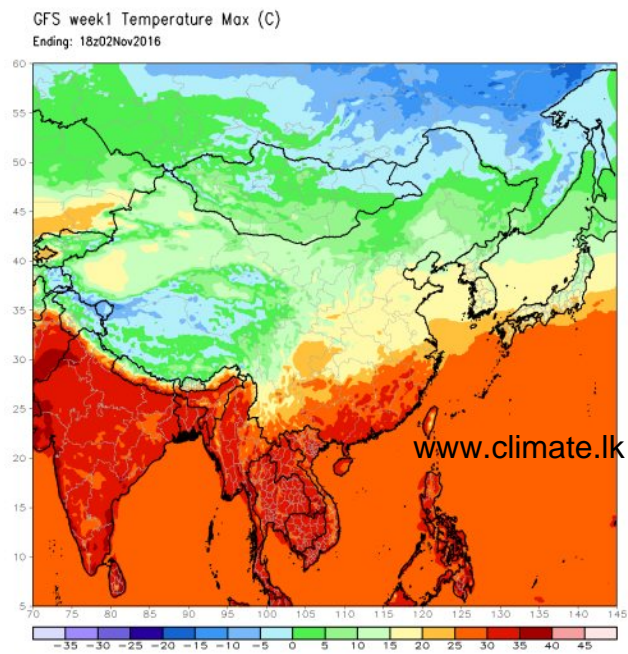 GFS week1 Temperature Max (C)
Ending: 18z02Nov2016
60
55
50
45
40
35
30
25
20
15
10
5
www.climate.lk
70 75 80 85 90 95 100 105 110 115 120 125 130 135 140 145
-35 -30 -25 -20 -15 -10 -5 0 5 10 15 20 25 30 35 40 45